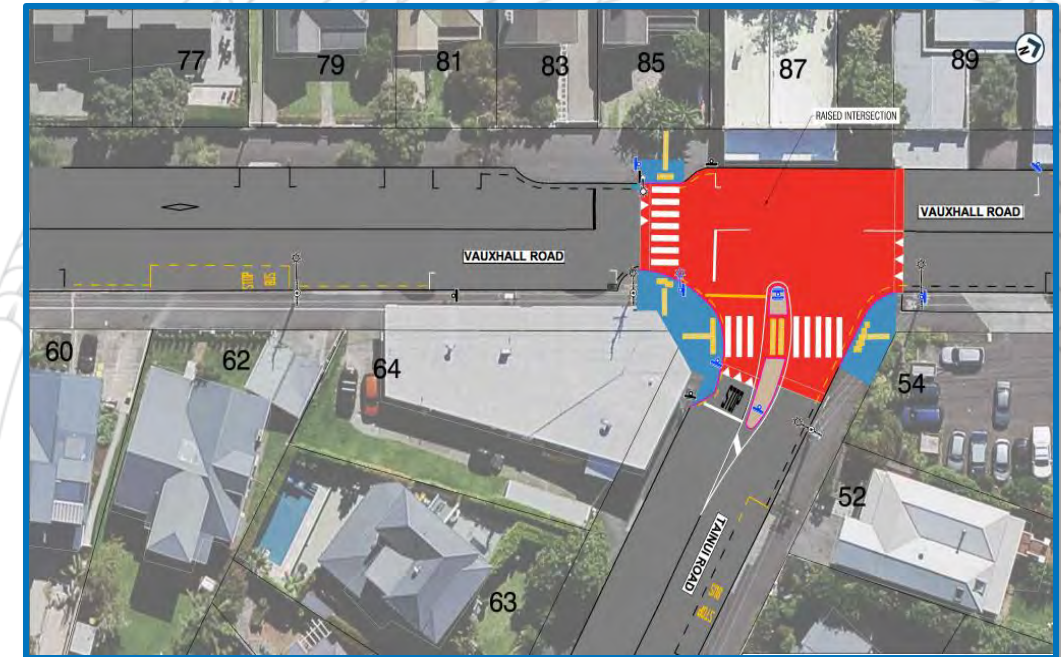 77
79
81
83
85
87
89
N
RAISED INTERSECTION
VAUXHALL ROAD
VAUXHALL ROAD
STOP
BUS
60
62
64
54
STOP
52
63
TAINUI ROAD
BUS
STOP